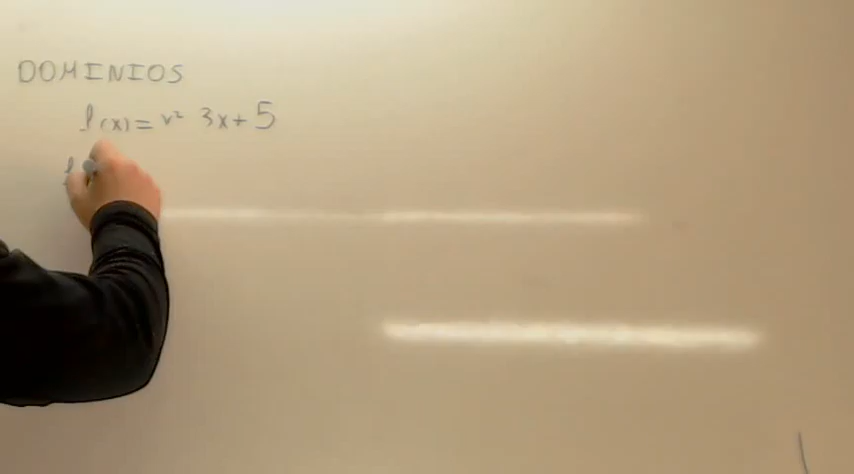 DOMINIOS
f(x) = x² 3x + 5
f